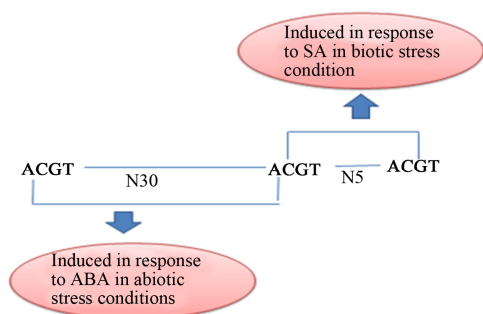 Induced in response
to SA in biotic stress
condition
ACGT
N30
ACGT
N5
ACGT
Induced in response
to ABA in abiotic
stress conditions